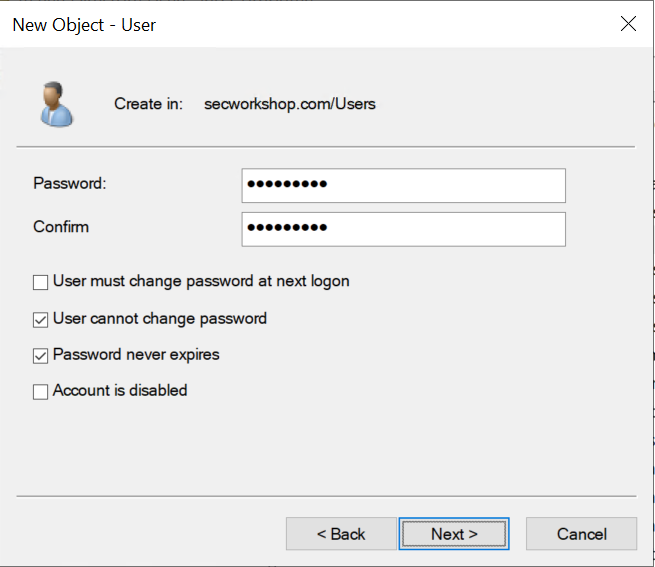 New Object - User
Create in: secworkshop.com/Users
Password: •••••••••
Confirm •••••••••
User must change password at next logon
User cannot change password
Password never expires
Account is disabled
< Back Next > Cancel